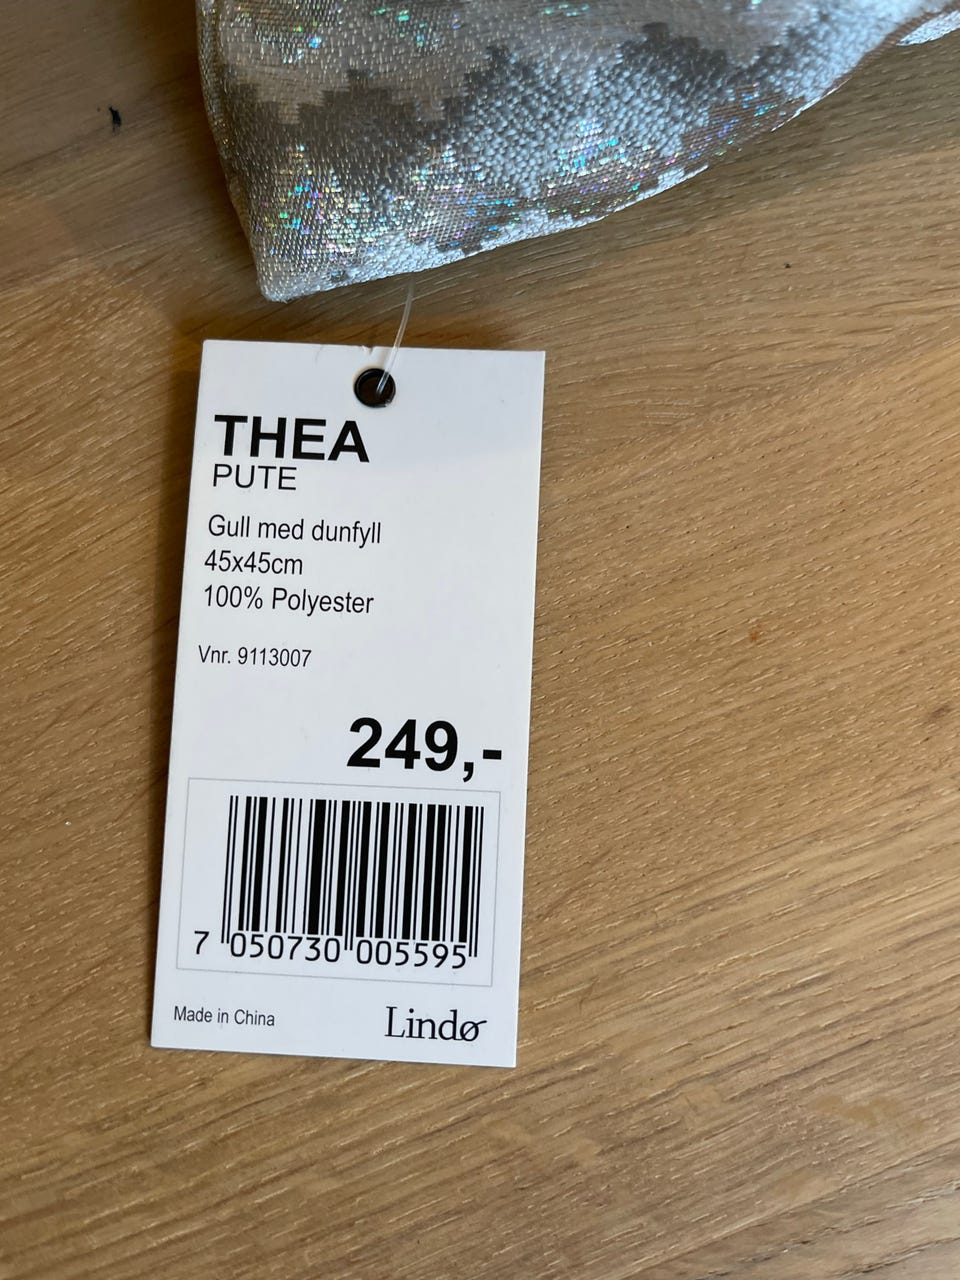 THEA
PUTE
Gull med dunfyll
45x45cm
100% Polyester
Vnr. 9113007
249,-
7 050730 005595
Made in China
Lindø